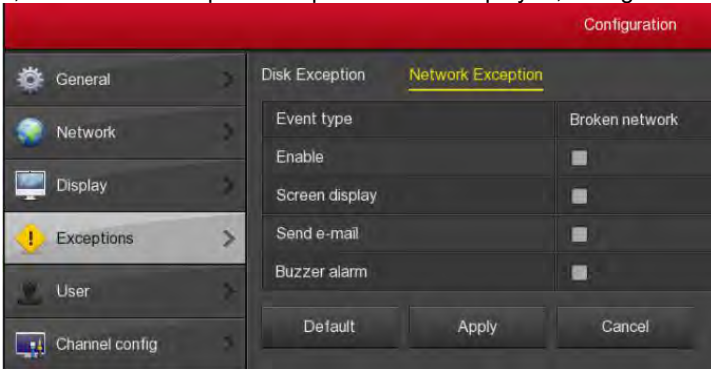 Configuration
General
Network
Display
Exceptions
User
Channel config
Disk Exception Network Exception
Event type Broken network
Enable
Screen display
Send e-mail
Buzzer alarm
Default Apply Cancel